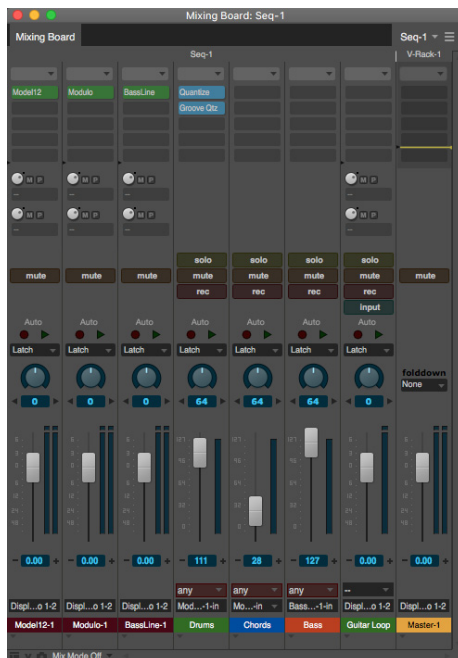 Mixing Board: Seq-1
Mixing Board Seq-1
Seq-1 V-Rack-1
Model12 Modulo BassLine Quantize
Groove Qtz
M P M P M P M P
-- -- -- --
M P M P M P M P
-- -- -- --
solo solo solo solo
mute mute mute mute mute mute mute mute
rec rec rec rec
input
Auto Auto Auto Auto Auto Auto Auto
Latch Latch Latch Latch Latch Latch Latch
folddown
None
0 0 0 64 64 64 0
- 0.00 + - 0.00 + - 0.00 + - 111 + - 28 + - 127 + - 0.00 + - 0.00 +
any any any --
Displ...o 1-2 Displ...o 1-2 Displ...o 1-2 Mod...-1-in Mo...-in Bass...-1-in Displ...o 1-2 Displ...o 1-2
Model12-1 Modulo-1 BassLine-1 Drums Chords Bass Guitar Loop Master-1
Mix Mode Off